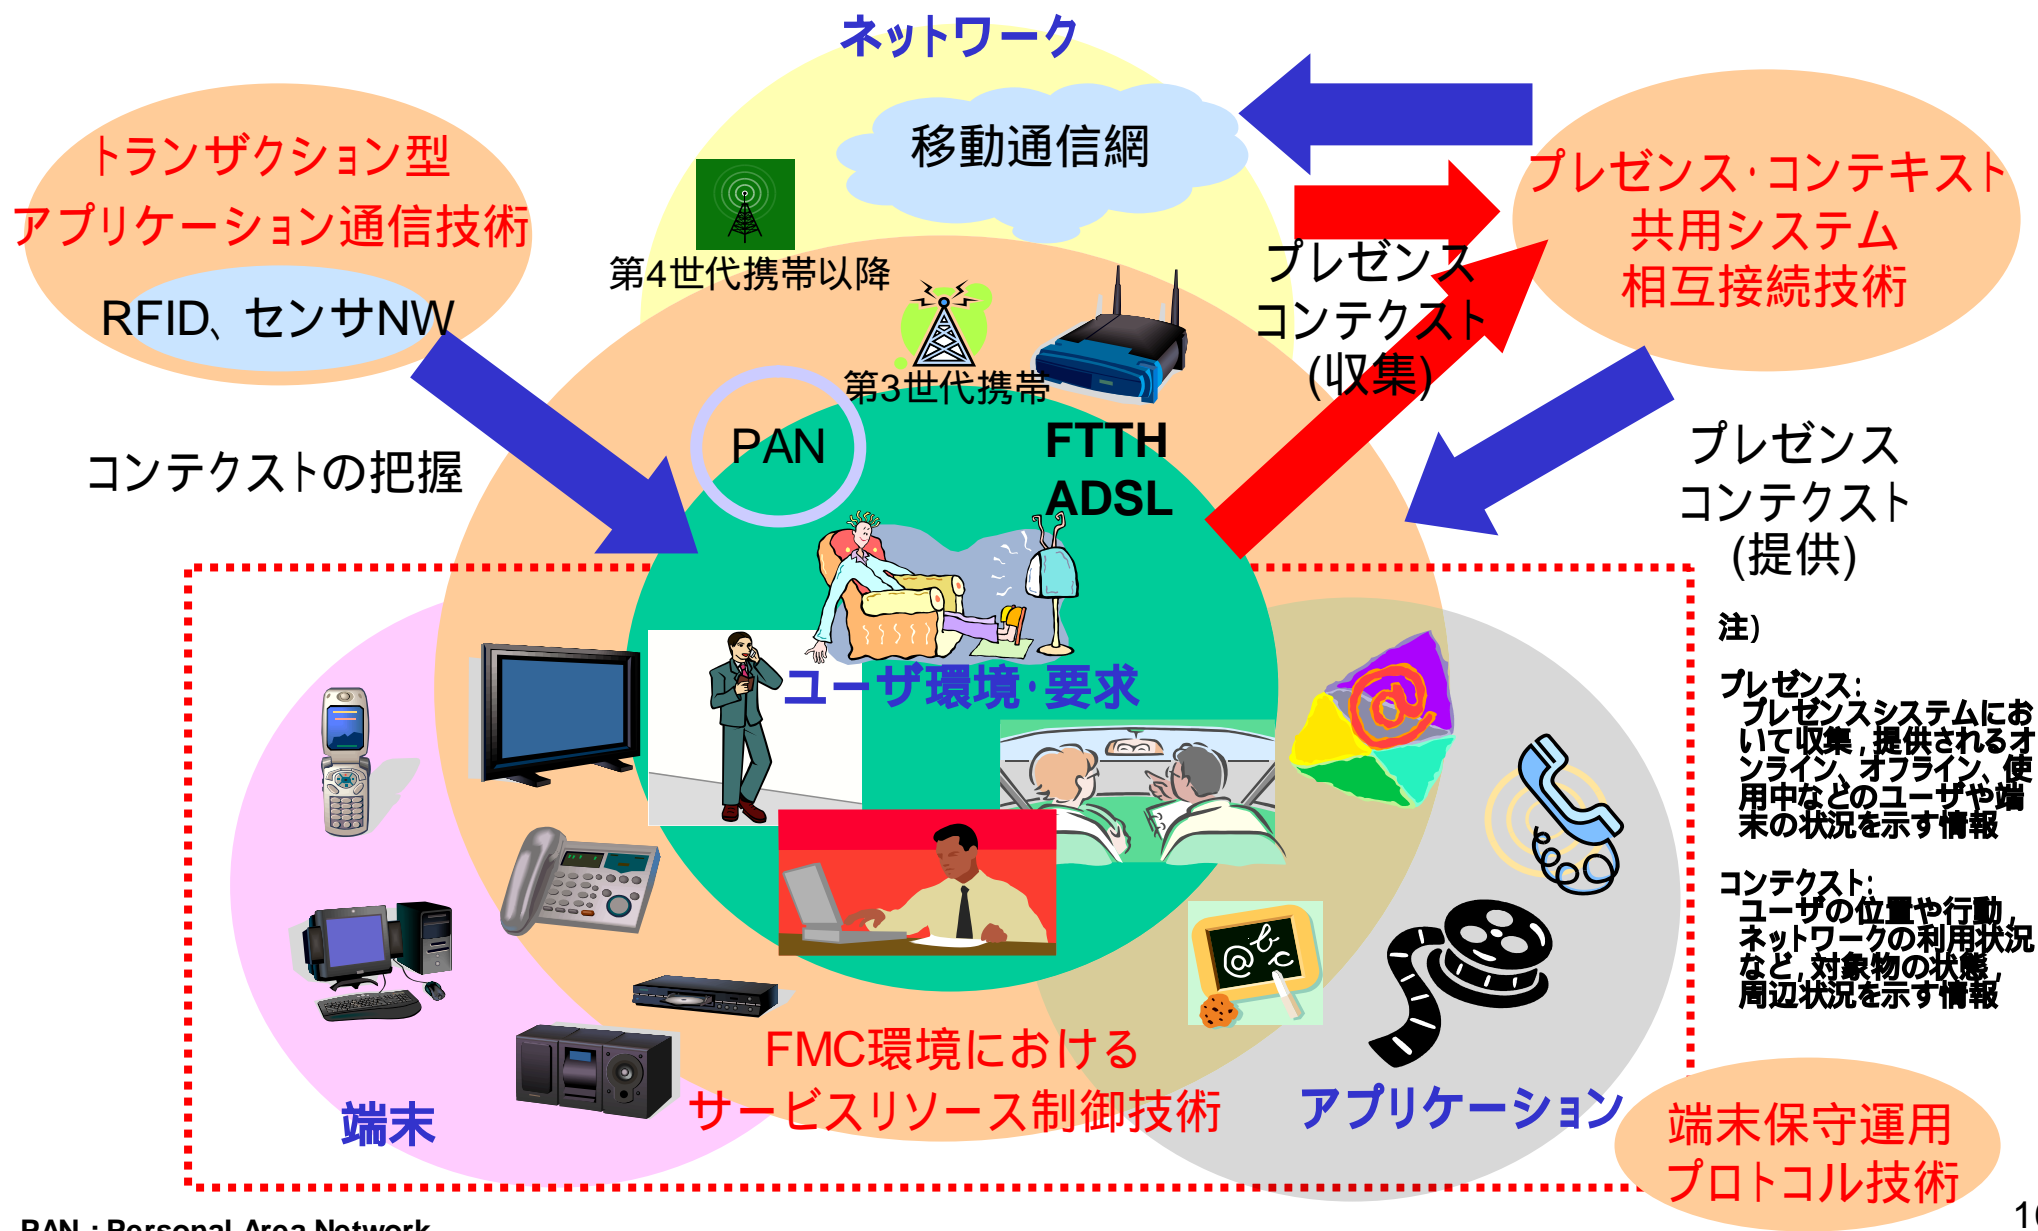 ネットワーク
移動通信網
トランザクション型
アプリケーション通信技術
RFID、センサNW
プレゼンス・コンテキスト
共用システム
相互接続技術
第4世代携帯以降
第3世代携帯
プレゼンス
コンテクスト
(収集)
PAN
FTTH
ADSL
コンテクストの把握
プレゼンス
コンテクスト
(提供)
ユーザ環境・要求
注)
プレゼンス:
プレゼンスシステムにお
いて収集,提供されるオ
ンライン、オフライン、使
用中などのユーザや端
末の状況を示す情報
コンテクスト:
ユーザの位置や行動,
ネットワークの利用状況
など,対象物の状態,
周辺状況を示す情報
@b
c
FMC環境における
サービスリソース制御技術
端末
アプリケーション
端末保守運用
プロトコル技術
PAN : Personal Area Network